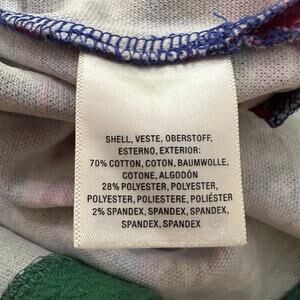 SHELL, VESTE, OBERSTOFF,
ESTERNO, EXTERIOR:
70% COTTON, COTON, BAUMWOLLE,
COTONE, ALGODÓN
28% POLYESTER, POLYESTER,
POLYESTER, POLIESTERE, POLIÉSTER
2% SPANDEX, SPANDEX, SPANDEX,
SPANDEX, SPANDEX